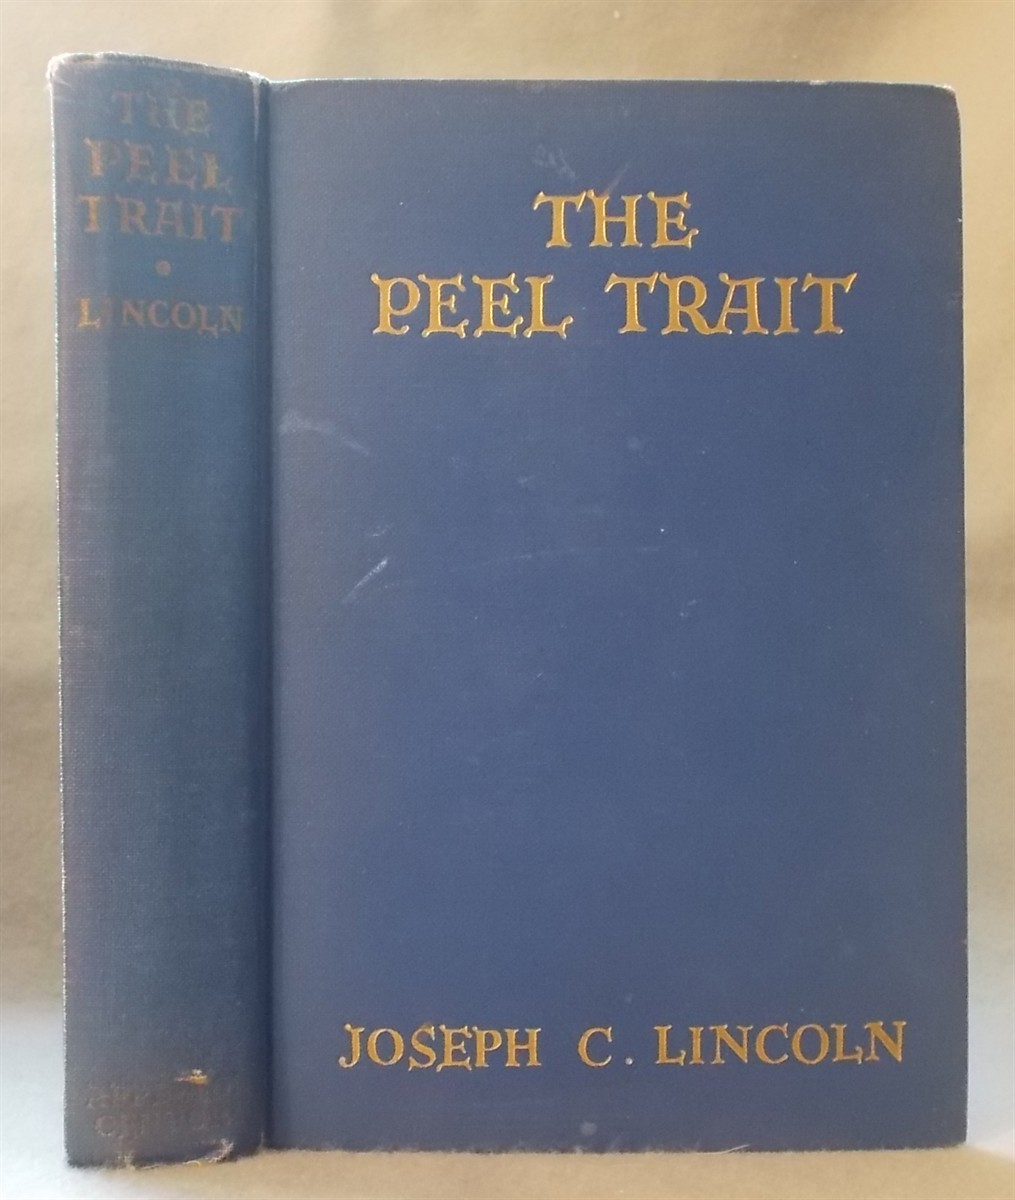 THE
PEEL
TRAIT
LINCOLN
THE
PEEL TRAIT
JOSEPH C. LINCOLN